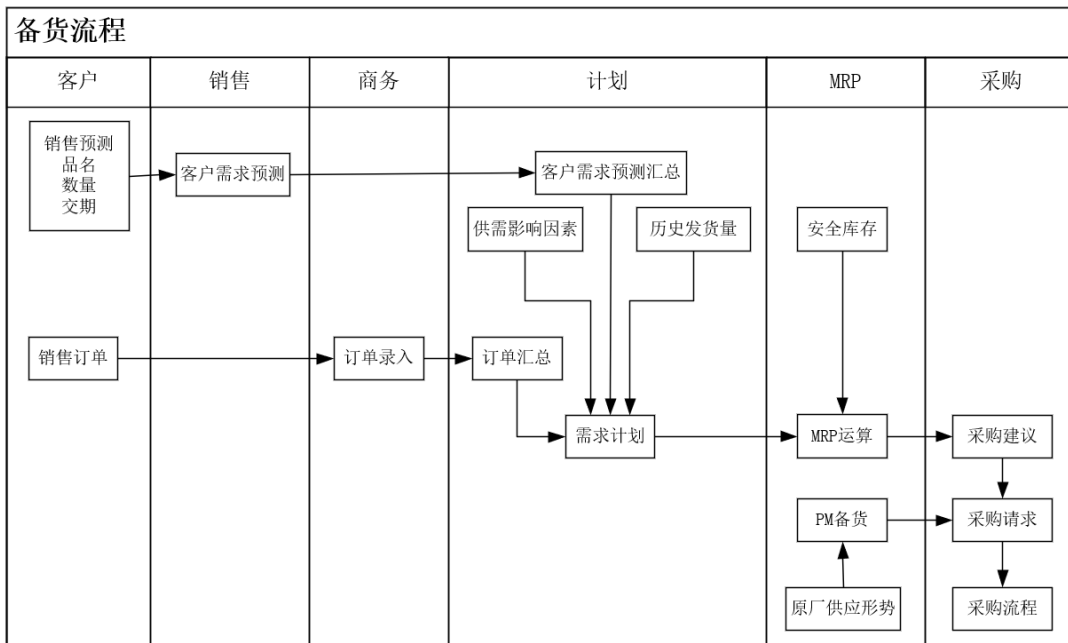 备货流程
客户
销售
商务
计划
MRP
采购
销售预测
品名
数量
交期
客户需求预测
客户需求预测汇总
供需影响因素
历史发货量
安全库存
销售订单
订单录入
订单汇总
需求计划
MRP运算
采购建议
PM备货
采购请求
原厂供应形势
采购流程